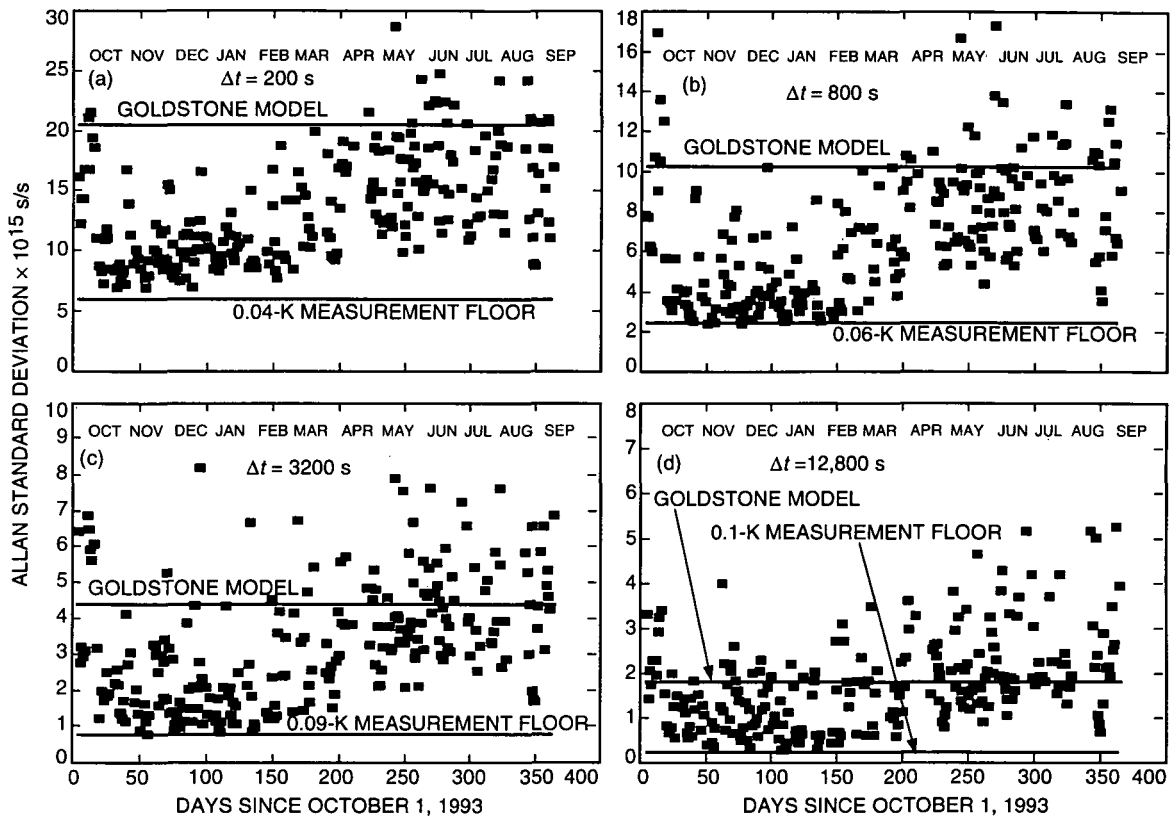 ALLAN STANDARD DEVIATION × 10¹⁵ s/s
30
25
20
15
10
5
0
OCT NOV DEC JAN FEB MAR APR MAY JUN JUL AUG SEP
(a)
Δt = 200 s
GOLDSTONE MODEL
0.04-K MEASUREMENT FLOOR
18
16
14
12
10
8
6
4
2
0
OCT NOV DEC JAN FEB MAR APR MAY JUN JUL AUG SEP
(b)
Δt = 800 s
GOLDSTONE MODEL
0.06-K MEASUREMENT FLOOR
10
9
8
7
6
5
4
3
2
1
0
OCT NOV DEC JAN FEB MAR APR MAY JUN JUL AUG SEP
(c)
Δt = 3200 s
GOLDSTONE MODEL
0.09-K MEASUREMENT FLOOR
0 50 100 150 200 250 300 350 400
DAYS SINCE OCTOBER 1, 1993
8
7
6
5
4
3
2
1
0
OCT NOV DEC JAN FEB MAR APR MAY JUN JUL AUG SEP
(d)
Δt =12,800 s
GOLDSTONE MODEL
0.1-K MEASUREMENT FLOOR
0 50 100 150 200 250 300 350 400
DAYS SINCE OCTOBER 1, 1993